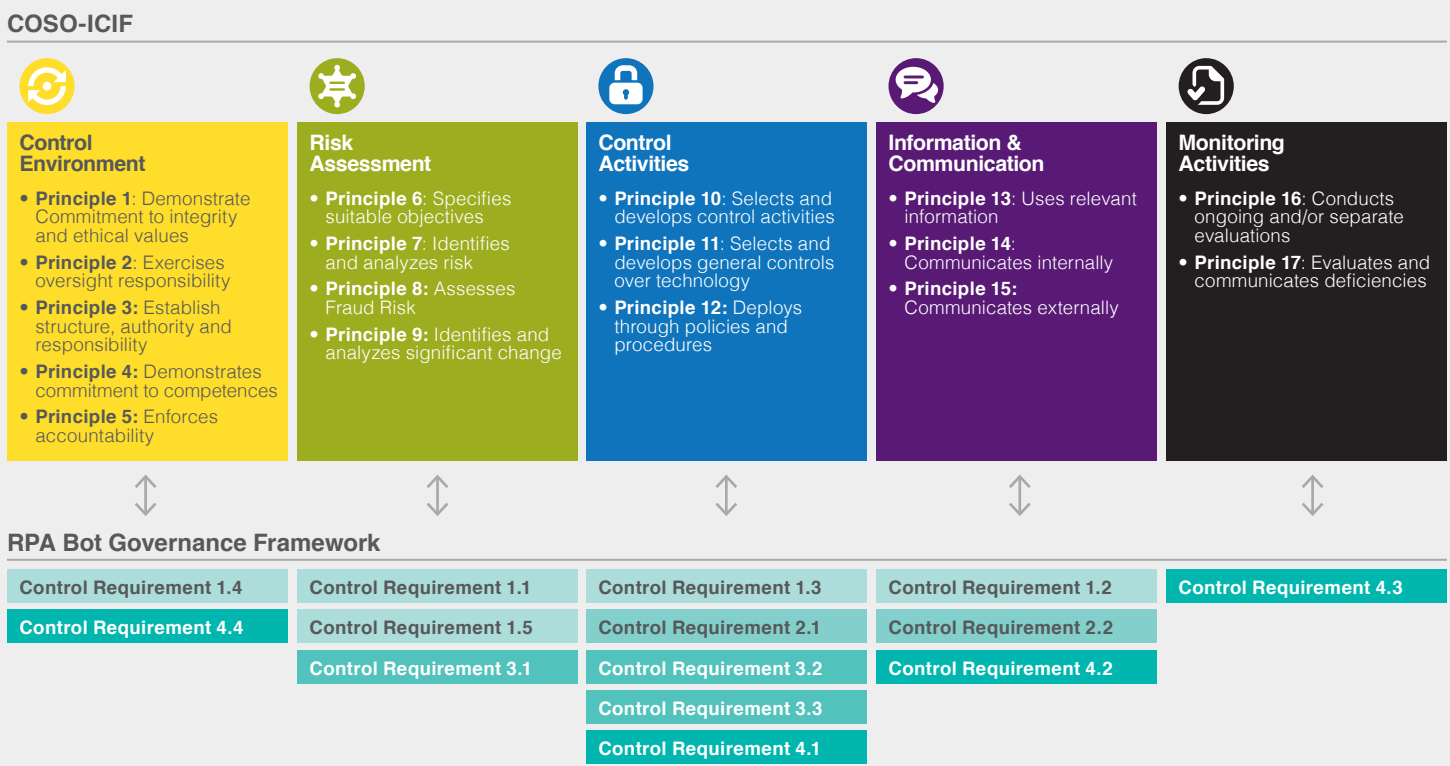 COSO-ICIF
Control
Environment
• Principle 1: Demonstrate
Commitment to integrity
and ethical values
• Principle 2: Exercises
oversight responsibility
• Principle 3: Establish
structure, authority and
responsibility
• Principle 4: Demonstrates
commitment to competences
• Principle 5: Enforces
accountability
Risk
Assessment
• Principle 6: Specifies
suitable objectives
• Principle 7: Identifies
and analyzes risk
• Principle 8: Assesses
Fraud Risk
• Principle 9: Identifies and
analyzes significant change
Control
Activities
• Principle 10: Selects and
develops control activities
• Principle 11: Selects and
develops general controls
over technology
• Principle 12: Deploys
through policies and
procedures
Information &
Communication
• Principle 13: Uses relevant
information
• Principle 14:
Communicates internally
• Principle 15:
Communicates externally
Monitoring
Activities
• Principle 16: Conducts
ongoing and/or separate
evaluations
• Principle 17: Evaluates and
communicates deficiencies
RPA Bot Governance Framework
Control Requirement 1.4
Control Requirement 4.4
Control Requirement 1.1
Control Requirement 1.5
Control Requirement 3.1
Control Requirement 1.3
Control Requirement 2.1
Control Requirement 3.2
Control Requirement 3.3
Control Requirement 4.1
Control Requirement 1.2
Control Requirement 2.2
Control Requirement 4.2
Control Requirement 4.3